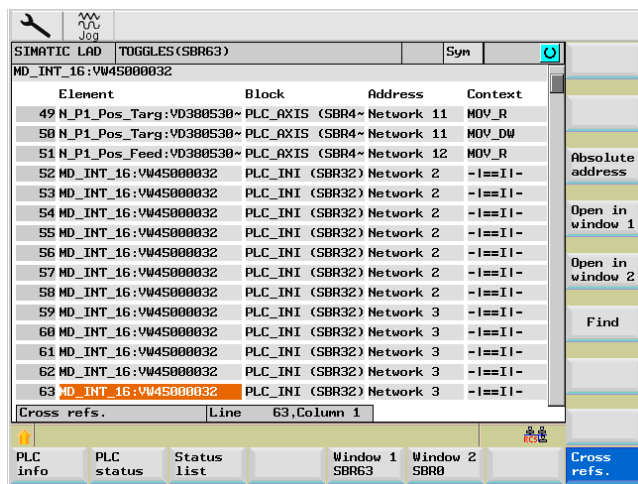 Jog
SIMATIC LAD TOGGLES(SBR63) Sym
MD_INT_16:VW45000032
Element Block Address Context
49 N_P1_Pos_Targ:VD380530~ PLC_AXIS (SBR4~ Network 11 MOV_R
50 N_P1_Pos_Targ:VD380530~ PLC_AXIS (SBR4~ Network 11 MOV_DW
51 N_P1_Pos_Feed:VD380530~ PLC_AXIS (SBR4~ Network 12 MOV_R
52 MD_INT_16:VW45000032 PLC_INI (SBR32) Network 2 -|==I|-
53 MD_INT_16:VW45000032 PLC_INI (SBR32) Network 2 -|==I|-
54 MD_INT_16:VW45000032 PLC_INI (SBR32) Network 2 -|==I|-
55 MD_INT_16:VW45000032 PLC_INI (SBR32) Network 2 -|==I|-
56 MD_INT_16:VW45000032 PLC_INI (SBR32) Network 2 -|==I|-
57 MD_INT_16:VW45000032 PLC_INI (SBR32) Network 2 -|==I|-
58 MD_INT_16:VW45000032 PLC_INI (SBR32) Network 2 -|==I|-
59 MD_INT_16:VW45000032 PLC_INI (SBR32) Network 3 -|==I|-
60 MD_INT_16:VW45000032 PLC_INI (SBR32) Network 3 -|==I|-
61 MD_INT_16:VW45000032 PLC_INI (SBR32) Network 3 -|==I|-
62 MD_INT_16:VW45000032 PLC_INI (SBR32) Network 3 -|==I|-
63 MD_INT_16:VW45000032 PLC_INI (SBR32) Network 3 -|==I|-
Cross refs. Line 63,Column 1
Absolute
address
Open in
window 1
Open in
window 2
Find
RCS
PLC
info
PLC
status
Status
list
Window 1
SBR63
Window 2
SBR0
Cross
refs.